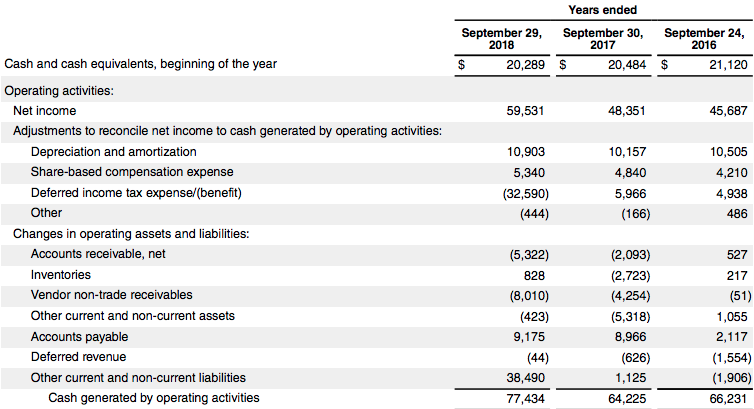 Years ended
September 29, 2018 September 30, 2017 September 24, 2016
Cash and cash equivalents, beginning of the year $ 20,289 $ 20,484 $ 21,120
Operating activities:
Net income 59,531 48,351 45,687
Adjustments to reconcile net income to cash generated by operating activities:
Depreciation and amortization 10,903 10,157 10,505
Share-based compensation expense 5,340 4,840 4,210
Deferred income tax expense/(benefit) (32,590) 5,966 4,938
Other (444) (166) 486
Changes in operating assets and liabilities:
Accounts receivable, net (5,322) (2,093) 527
Inventories 828 (2,723) 217
Vendor non-trade receivables (8,010) (4,254) (51)
Other current and non-current assets (423) (5,318) 1,055
Accounts payable 9,175 8,966 2,117
Deferred revenue (44) (626) (1,554)
Other current and non-current liabilities 38,490 1,125 (1,906)
Cash generated by operating activities 77,434 64,225 66,231